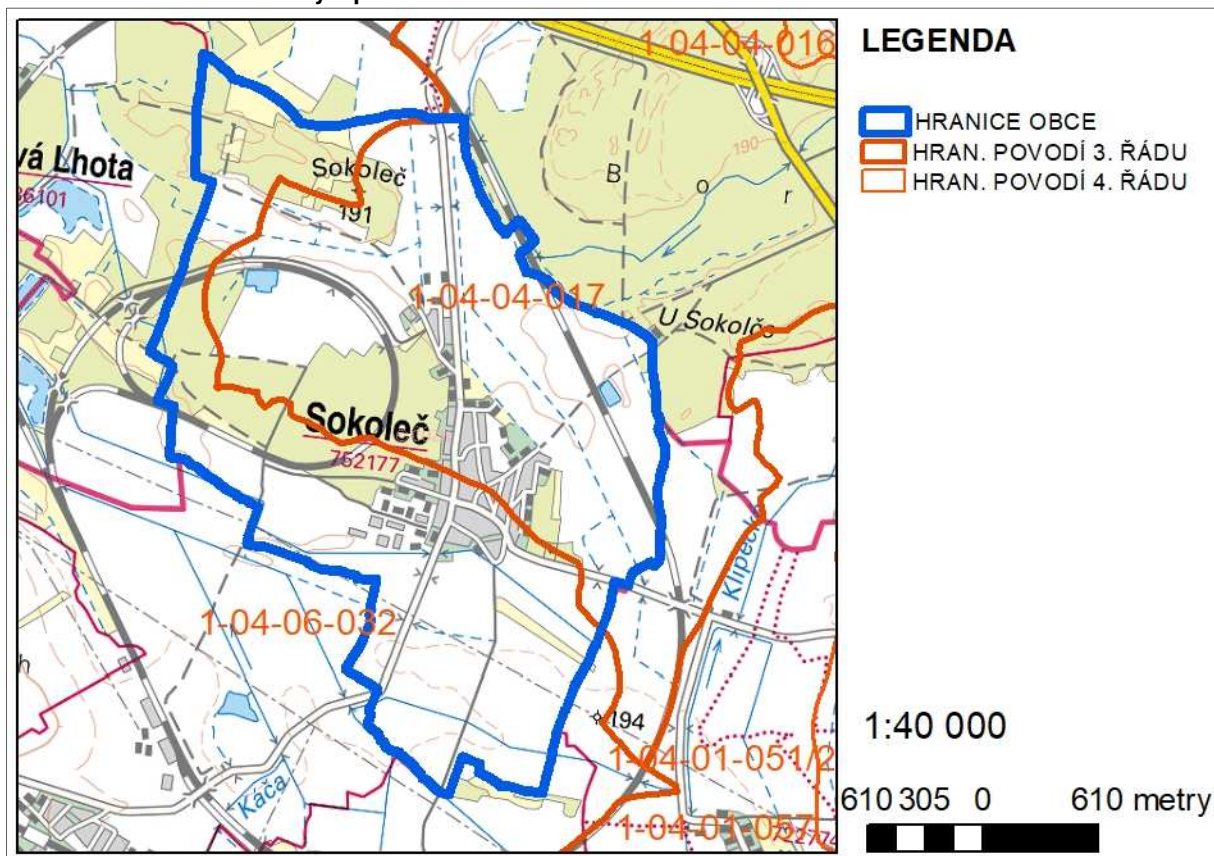 1-04-04-016
LEGENDA
HRANICE OBCE
HRAN. POVODÍ 3. ŘÁDU
HRAN. POVODÍ 4. ŘÁDU
190
B o r
vá Lhota
Sokoleč
191
1-04-04-017
U Sokolče
Sokoleč
752177
Klipec
1-04-06-032
194
1:40 000
1-04-01-051/2
Káča
610 305 0 610 metry
1-04-01-057